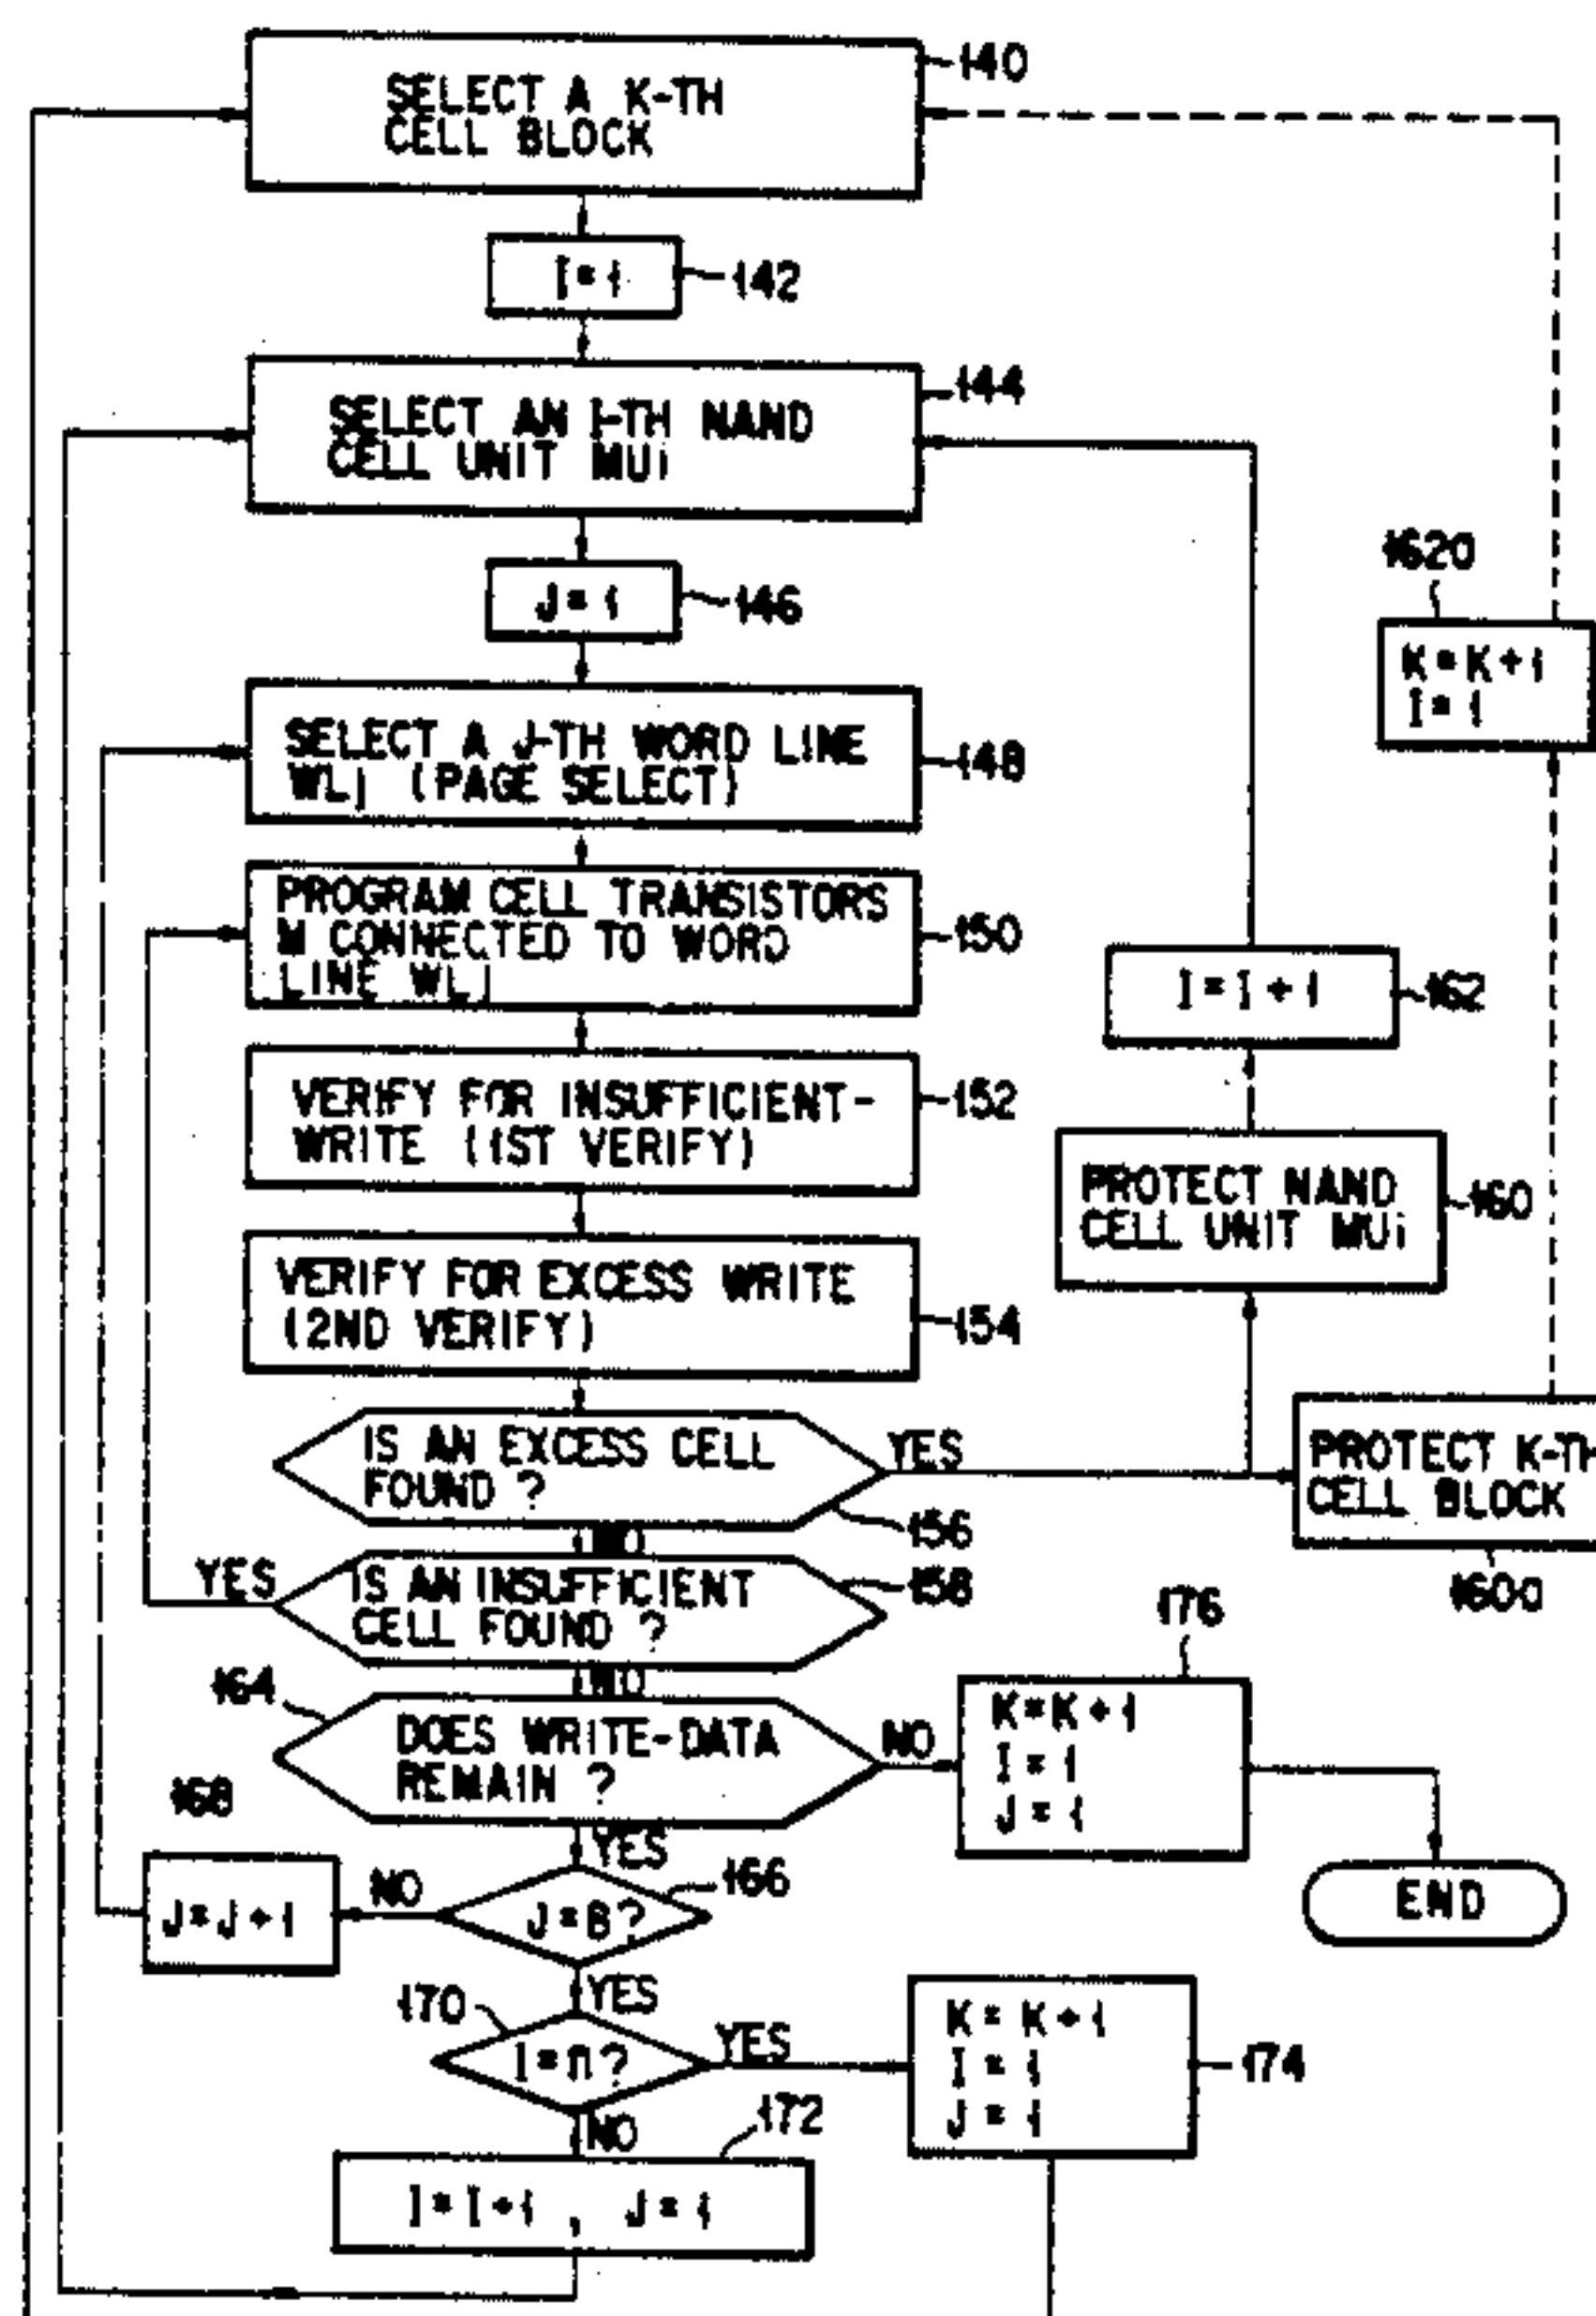 140
SELECT A K-TH
CELL BLOCK
I=1
142
144
SELECT AN I-TH NAND
CELL UNIT MUi
J=1
146
162a
K=K+1
I=1
SELECT A J-TH WORD LINE
WLj (PAGE SELECT)
148
PROGRAM CELL TRANSISTORS
M CONNECTED TO WORD
LINE WLj
150
I=I+1
162
VERIFY FOR INSUFFICIENT-
WRITE (1ST VERIFY)
152
PROTECT NAND
CELL UNIT MUi
160
VERIFY FOR EXCESS WRITE
(2ND VERIFY)
154
IS AN EXCESS CELL
FOUND ?
YES
156
NO
PROTECT K-TH
CELL BLOCK
160a
YES
IS AN INSUFFICIENT
CELL FOUND ?
158
NO
164
DOES WRITE-DATA
REMAIN ?
NO
176
K=K+1
I=1
J=1
YES
168
J=J+1
NO
J=8?
166
END
YES
170
I=n?
YES
K=K+1
I=1
J=1
174
NO
172
I=I+1 , J=1